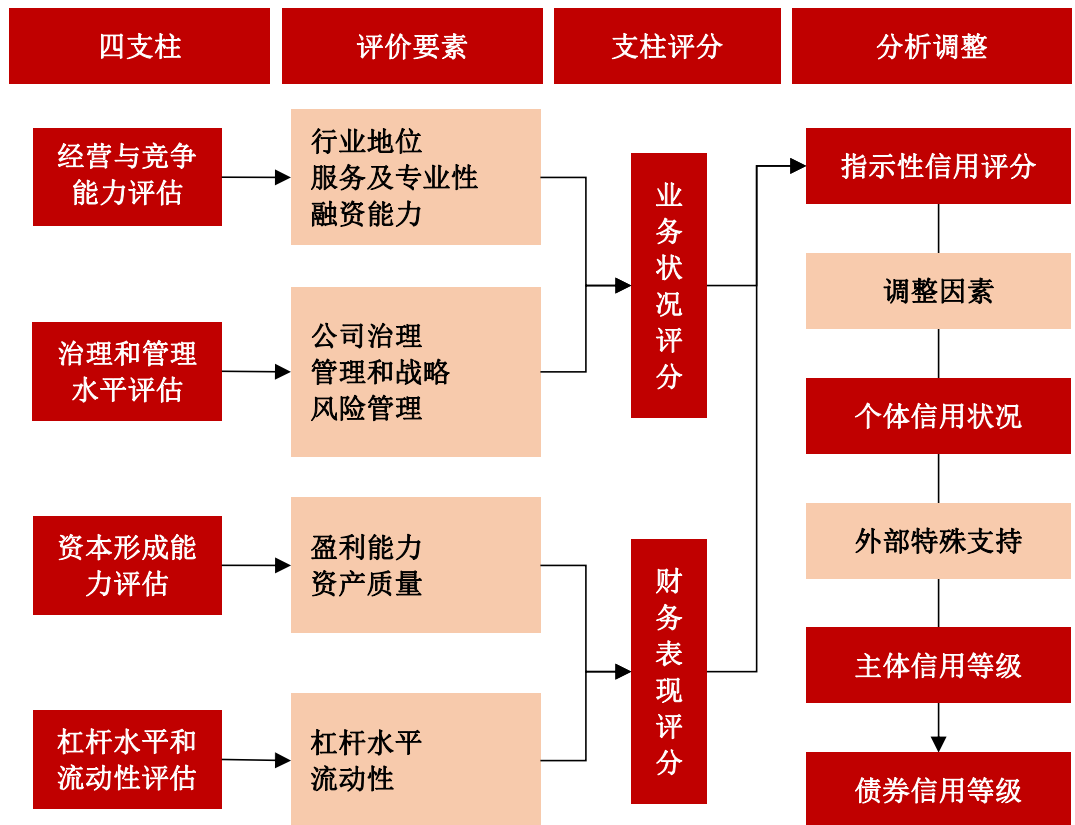 四支柱
评价要素
支柱评分
分析调整
经营与竞争
能力评估
行业地位
服务及专业性
融资能力
治理和管理
水平评估
公司治理
管理和战略
风险管理
资本形成能
力评估
盈利能力
资产质量
杠杆水平和
流动性评估
杠杆水平
流动性
业务状况评分
财务表现评分
指示性信用评分
调整因素
个体信用状况
外部特殊支持
主体信用等级
债券信用等级